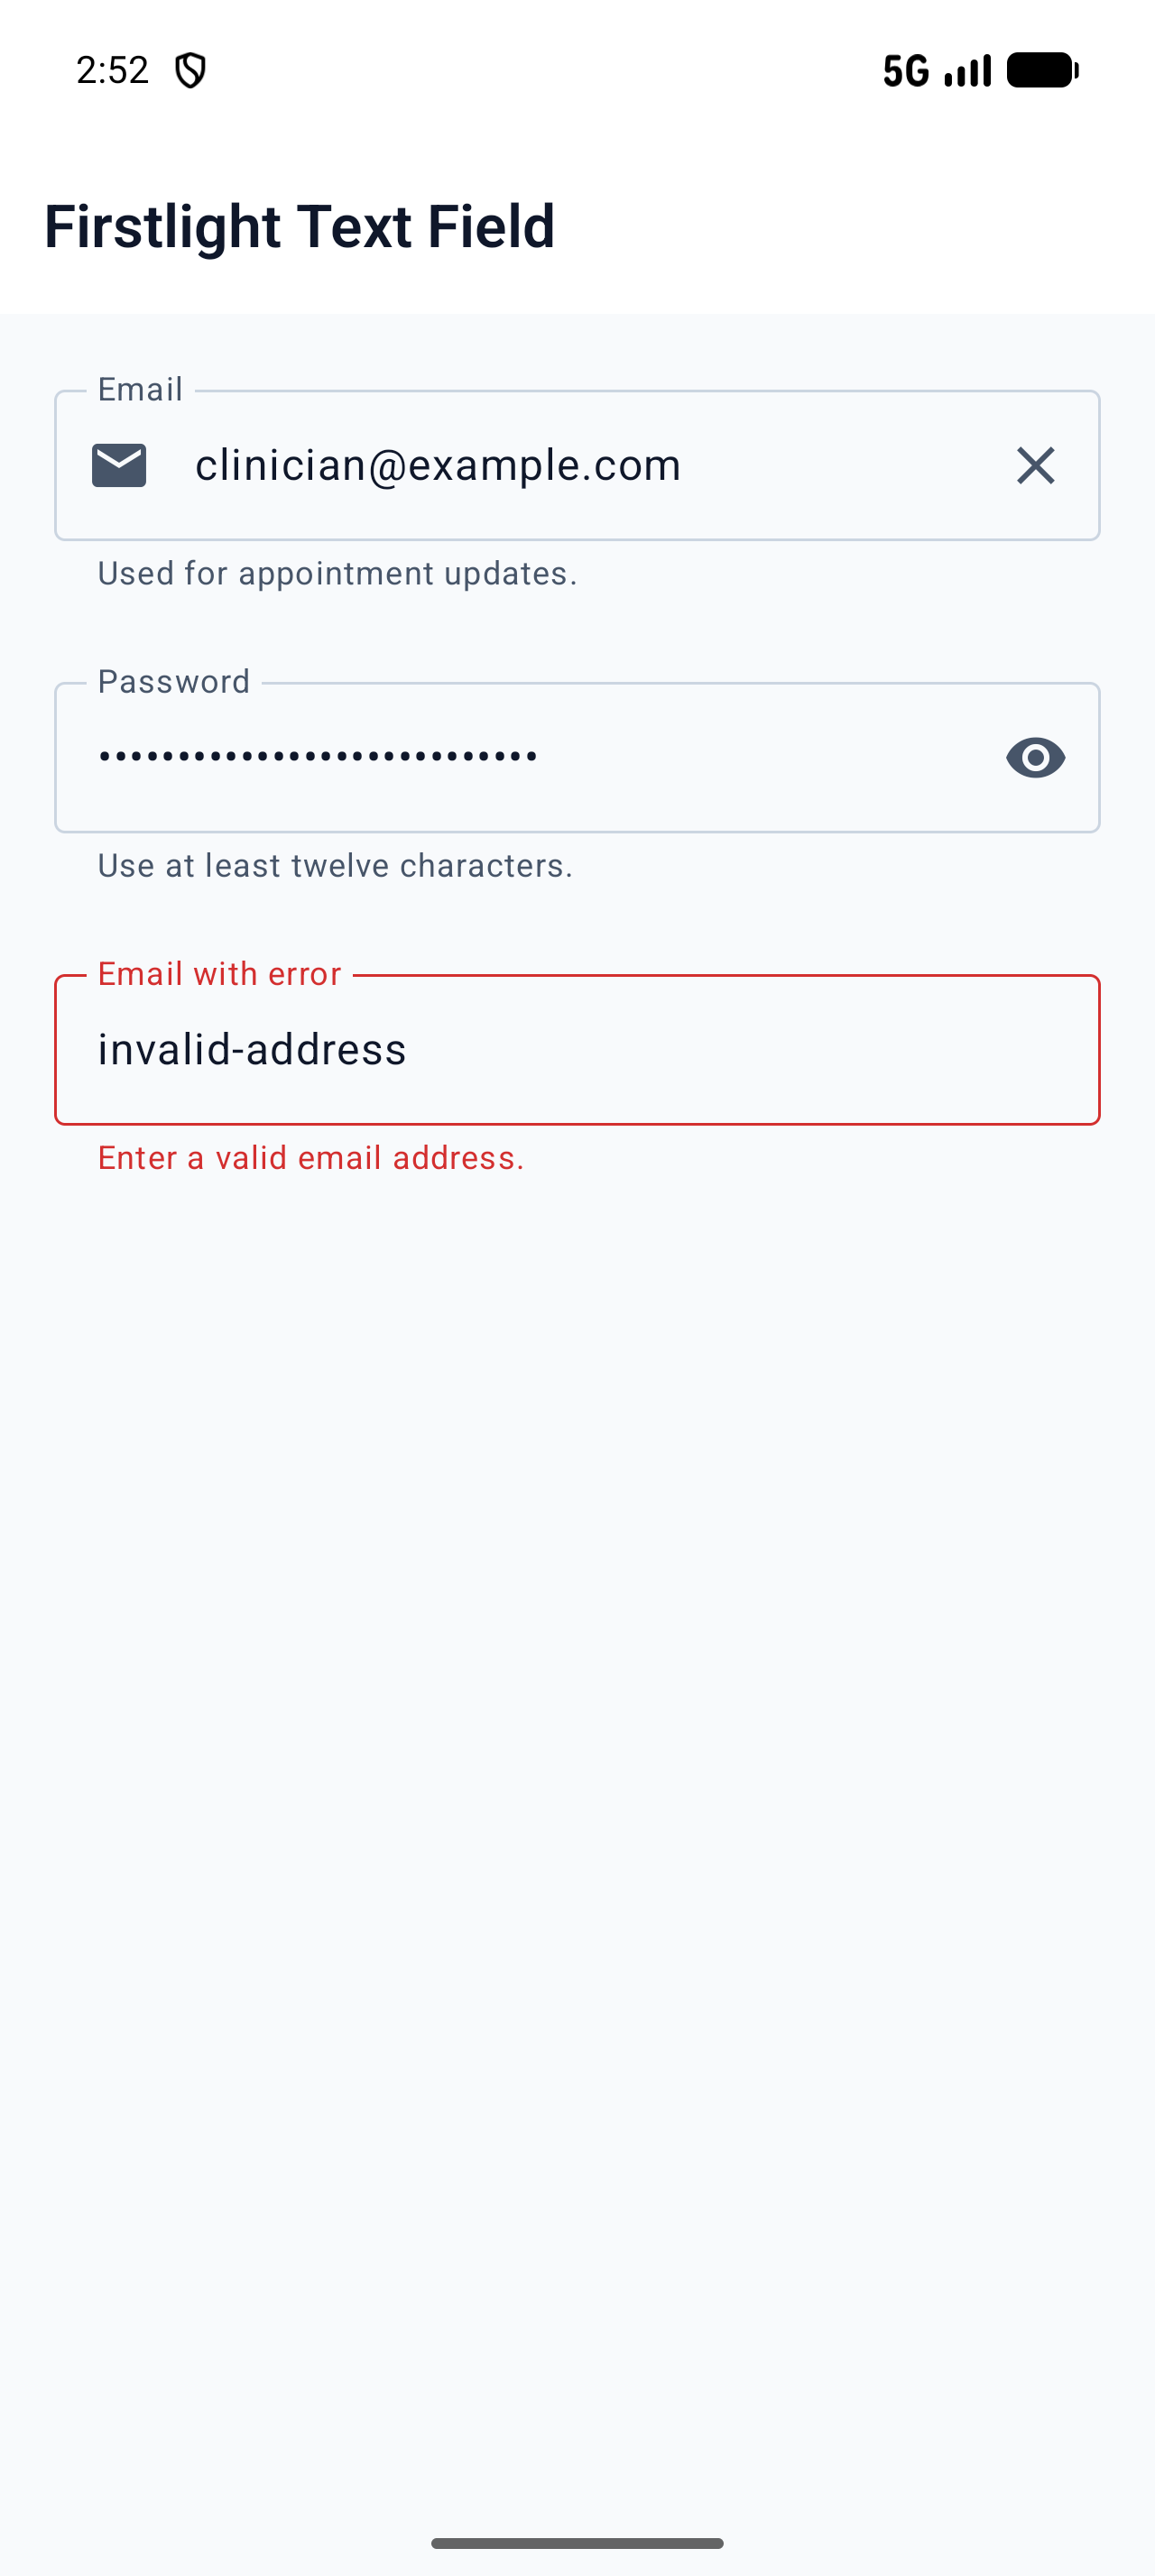 2:52 5G
Firstlight Text Field
Email
clinician@example.com
Used for appointment updates.
Password
••••••••••••••••••••••••••••
Use at least twelve characters.
Email with error
invalid-address
Enter a valid email address.